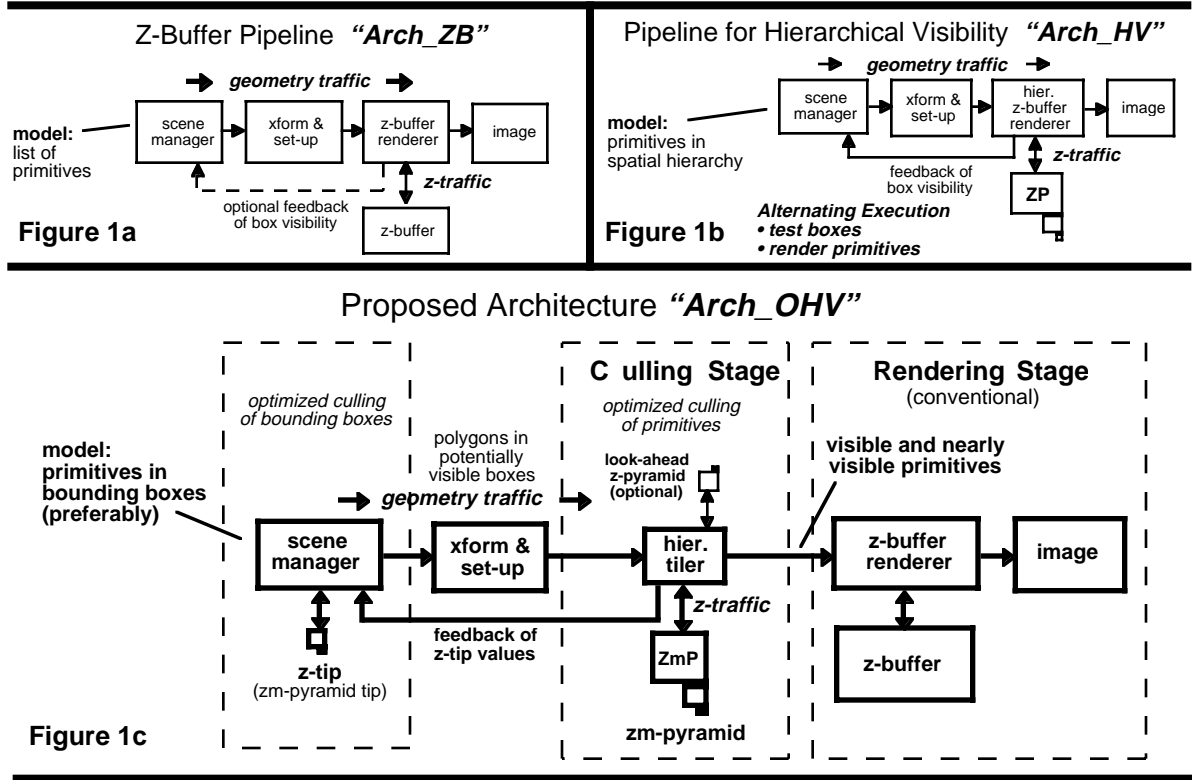 Z-Buffer Pipeline "Arch_ZB"
geometry traffic
model:
list of
primitives
scene
manager
xform &
set-up
z-buffer
renderer
image
z-traffic
optional feedback
of box visibility
z-buffer
Figure 1a
Pipeline for Hierarchical Visibility "Arch_HV"
geometry traffic
model:
primitives in
spatial hierarchy
scene
manager
xform &
set-up
hier.
z-buffer
renderer
image
z-traffic
feedback of
box visibility
ZP
Figure 1b
Alternating Execution
• test boxes
• render primitives
Proposed Architecture "Arch_OHV"
optimized culling
of bounding boxes
C ulling Stage
optimized culling
of primitives
Rendering Stage
(conventional)
model:
primitives in
bounding boxes
(preferably)
polygons in
potentially
visible boxes
geometry traffic
look-ahead
z-pyramid
(optional)
visible and nearly
visible primitives
scene
manager
xform &
set-up
hier.
tiler
z-buffer
renderer
image
z-traffic
feedback of
z-tip values
z-tip
(zm-pyramid tip)
ZmP
zm-pyramid
z-buffer
Figure 1c